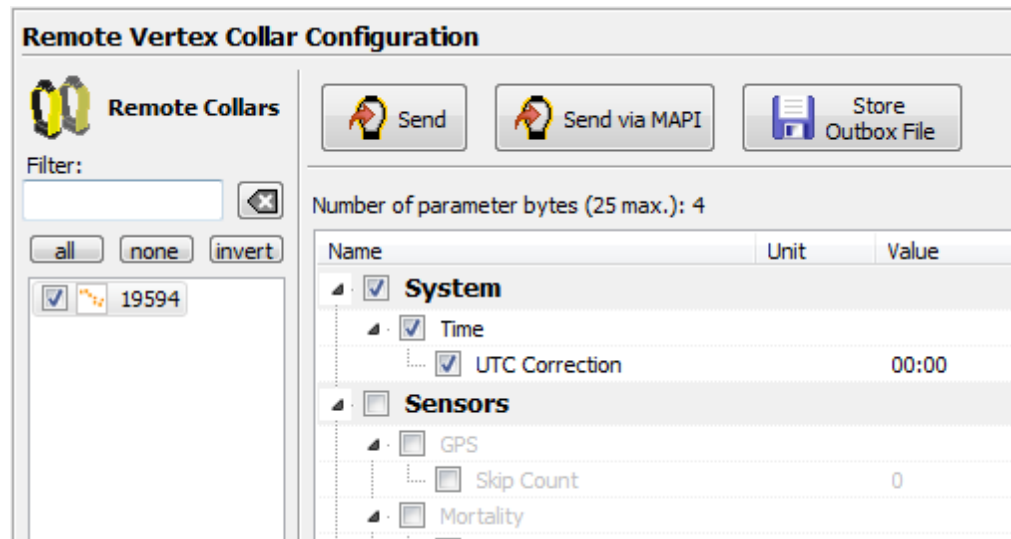 Remote Vertex Collar Configuration
Remote Collars
Filter:
all none invert
19594
Send
Send via MAPI
Store
Outbox File
Number of parameter bytes (25 max.): 4
Name Unit Value
System
Time
UTC Correction 00:00
Sensors
GPS
Skip Count 0
Mortality